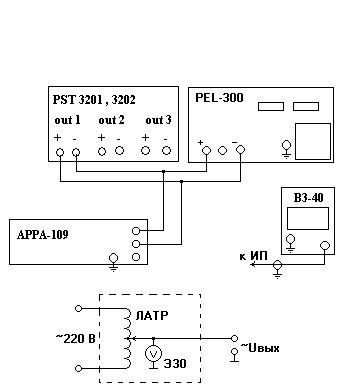 PST 3201 , 3202
out 1 out 2 out 3
+ - + - + -
PEL-300
+ −
APPA-109
В3-40
к ИП
ЛАТР
~220 В
V
Э30
~Uвых